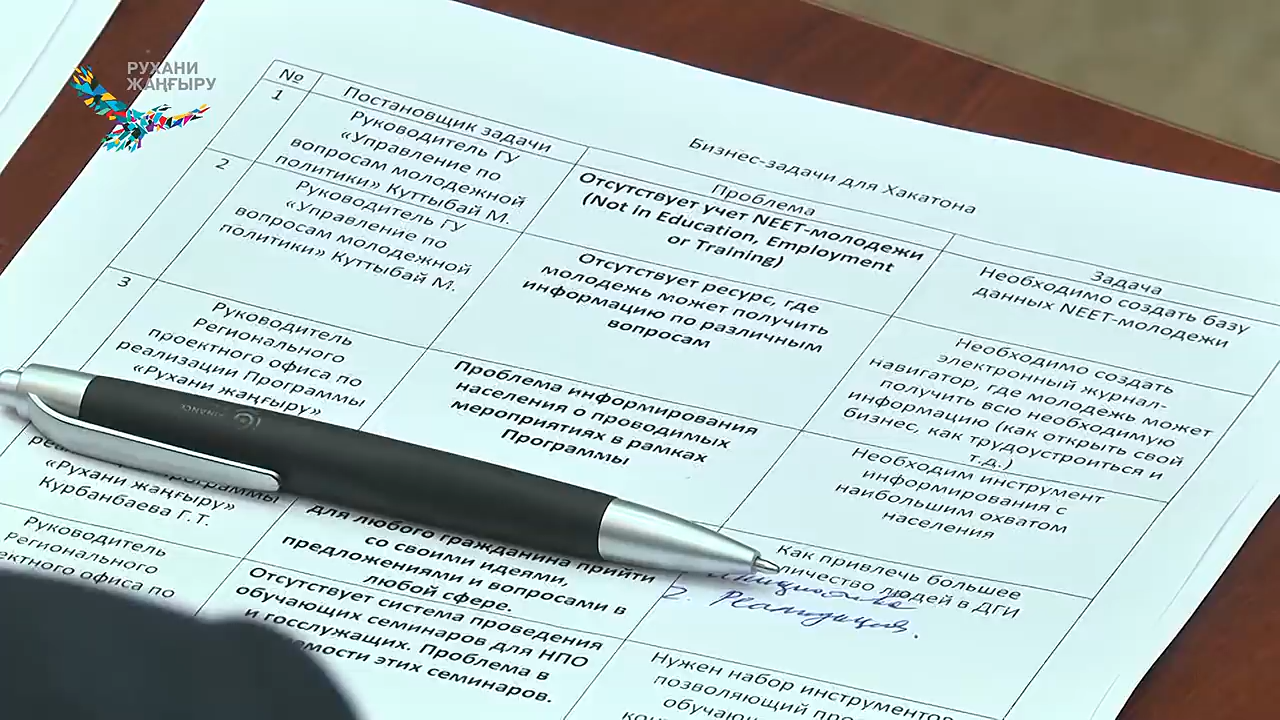 РУХАНИ
ЖАҢҒЫРУ
Бизнес-задачи для Хакатона
№
Постановщик задачи
Проблема
Задача
1
Руководитель ГУ
«Управление по
вопросам молодежной
политики» Куттыбай М.
Отсутствует учет NEET-молодежи
(Not in Education, Employment
or Training)
Необходимо создать базу
данных NEET-молодежи
2
Руководитель ГУ
«Управление по
вопросам молодежной
политики» Куттыбай М.
Отсутствует ресурс, где
молодежь может получить
информацию по различным
вопросам
Необходимо создать
электронный журнал-
навигатор, где молодежь может
получить всю необходимую
информацию (как открыть свой
бизнес, как трудоустроиться и
т.д.)
3
Руководитель
Регионального
проектного офиса по
реализации Программы
«Рухани жаңғыру»
Проблема информирования
населения о проводимых
мероприятиях в рамках
Программы
Необходим инструмент
информирования с
наибольшим охватом
населения
«Рухани жаңғыру»
Курбанбаева Г.Т.
для любого гражданина прийти
со своими идеями,
предложениями и вопросами в
любой сфере.
Как привлечь большее
количество людей в ДГИ
2. Реализация.
Руководитель
регионального
офиса по
Отсутствует система проведения
обучающих семинаров для НПО
и госслужащих. Проблема в
этих семинаров.
Нужен набор инструментов
позволяющий